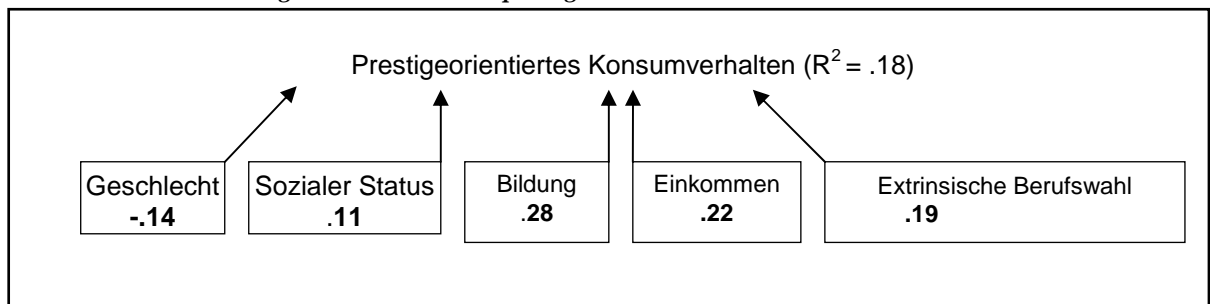 Prestigeorientiertes Konsumverhalten (R² = .18)
Geschlecht
-.14
Sozialer Status
.11
Bildung
.28
Einkommen
.22
Extrinsische Berufswahl
.19